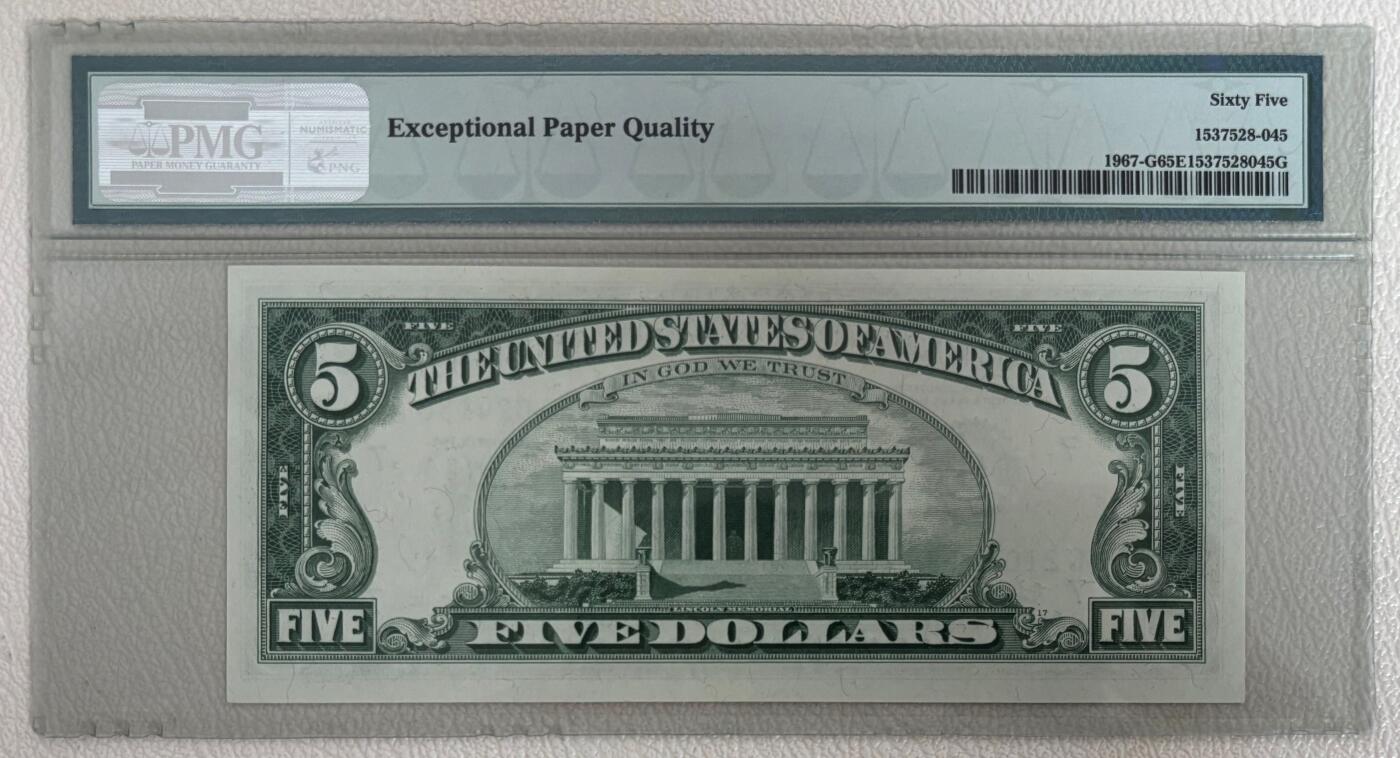 PMG
PAPER MONEY GUARANTY
NUMISMATIC
PNG
Exceptional Paper Quality
Sixty Five
1537528-045
1967-G65E1537528045G
5
FIVE
FIVE
5
THE UNITED STATES OF AMERICA
IN GOD WE TRUST
FIVE
FIVE
LINCOLN MEMORIAL
17
FIVE
FIVE DOLLARS
FIVE